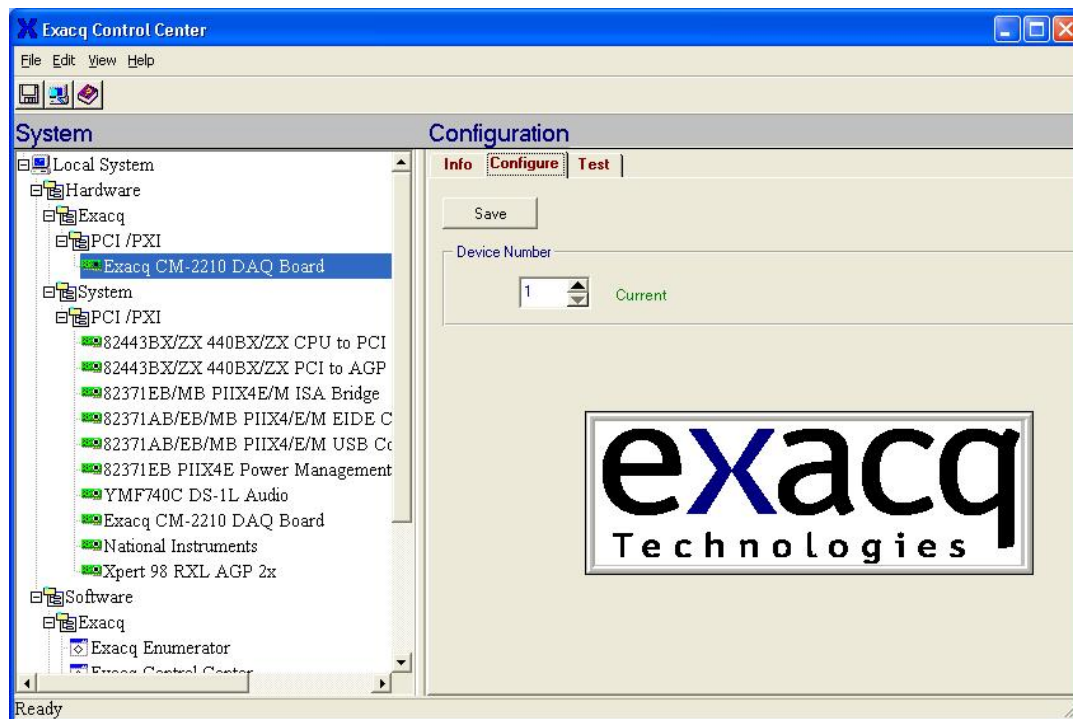 Exacq Control Center
File Edit View Help
System
Local System
Hardware
Exacq
PCI /PXI
Exacq CM-2210 DAQ Board
System
PCI /PXI
82443BX/ZX 440BX/ZX CPU to PCI
82443BX/ZX 440BX/ZX PCI to AGP
82371EB/MB PIIX4E/M ISA Bridge
82371AB/EB/MB PIIX4/E/M EIDE C
82371AB/EB/MB PIIX4/E/M USB Co
82371EB PIIX4E Power Management
YMF740C DS-1L Audio
Exacq CM-2210 DAQ Board
National Instruments
Xpert 98 RXL AGP 2x
Software
Exacq
Exacq Enumerator
Exacq Control Center
Configuration
Info Configure Test
Save
Device Number
1 Current
exacq
Technologies
Ready